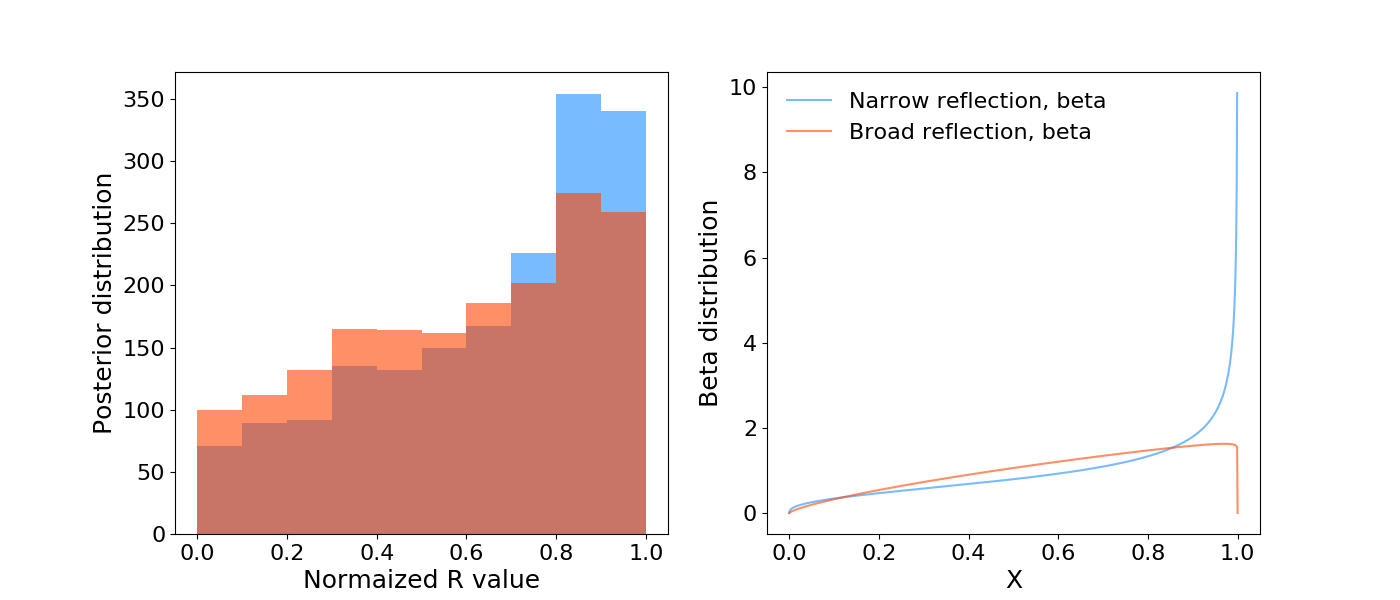 Posterior distribution
350
300
250
200
150
100
50
0
0.0 0.2 0.4 0.6 0.8 1.0
Normaized R value
Beta distribution
10
8
6
4
2
0
Narrow reflection, beta
Broad reflection, beta
0.0 0.2 0.4 0.6 0.8 1.0
X